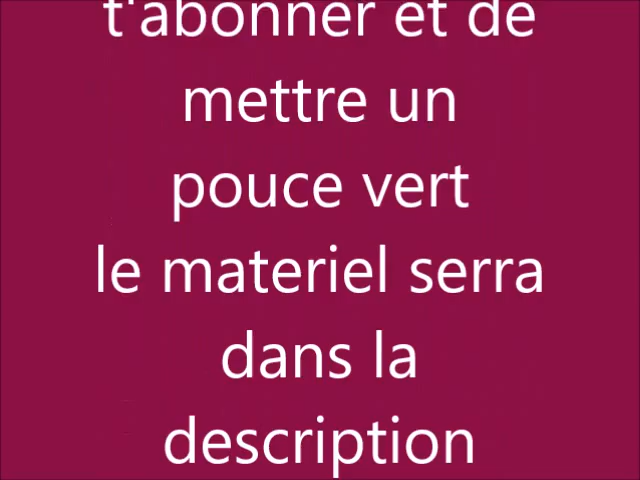 t'abonner et de
mettre un
pouce vert
le materiel serra
dans la
description